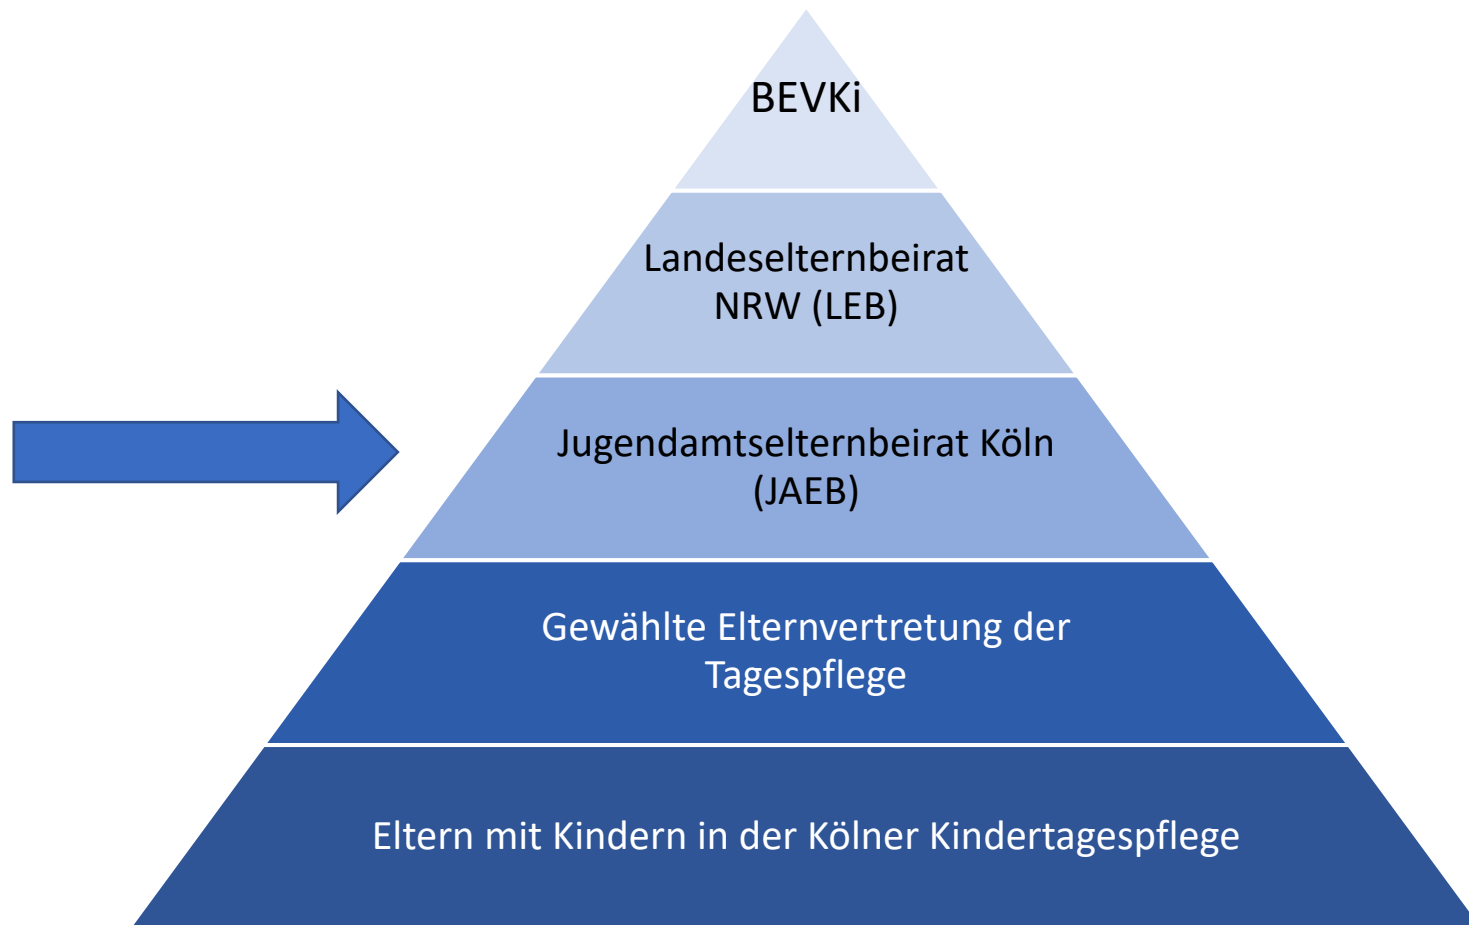 BEVKi
Landeselternbeirat
NRW (LEB)
Jugendamtselternbeirat Köln
(JAEB)
Gewählte Elternvertretung der
Tagespflege
Eltern mit Kindern in der Kölner Kindertagespflege